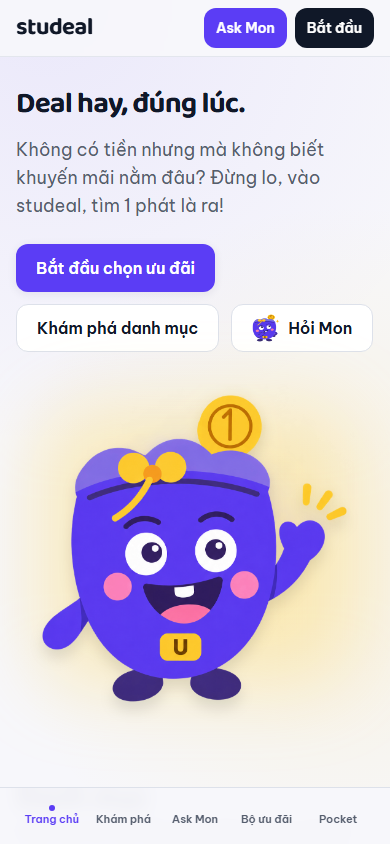 studeal
Ask Mon
Bắt đầu
Deal hay, đúng lúc.
Không có tiền nhưng mà không biết
khuyến mãi nằm đâu? Đừng lo, vào
studeal, tìm 1 phát là ra!
Bắt đầu chọn ưu đãi
Khám phá danh mục
Hỏi Mon
1
U
Trang chủ
Khám phá
Ask Mon
Bộ ưu đãi
Pocket